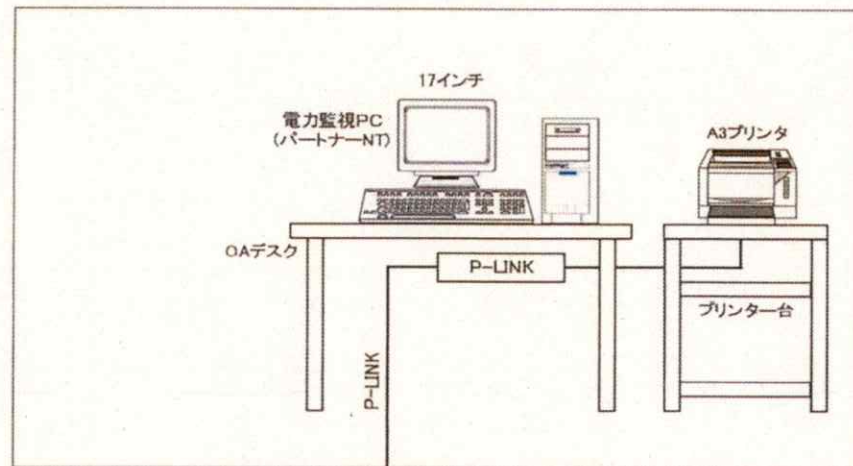 17インチ
電力監視PC
(パートナーNT)
A3プリンタ
OAデスク
P-LINK
プリンター台
P-LINK